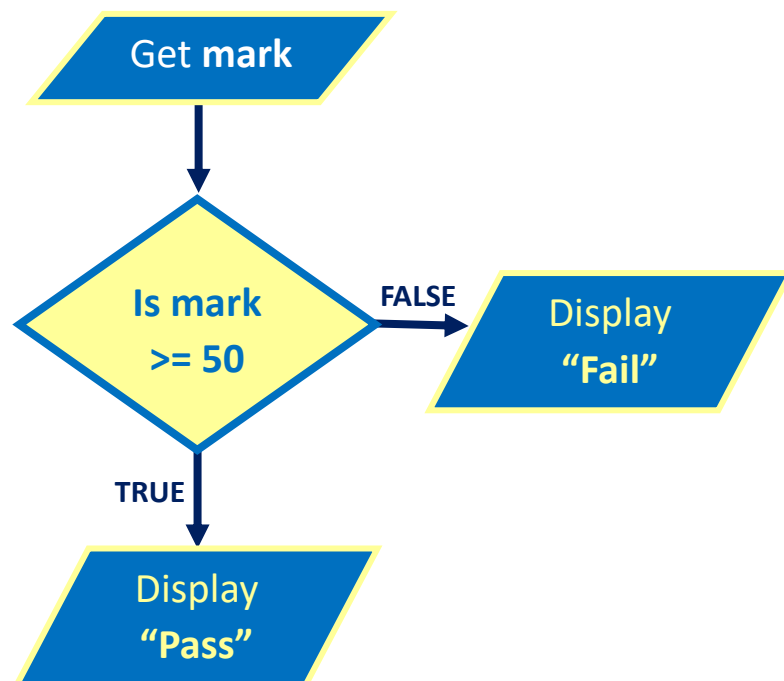 Get mark
Is mark
>= 50
FALSE
Display
“Fail”
TRUE
Display
“Pass”